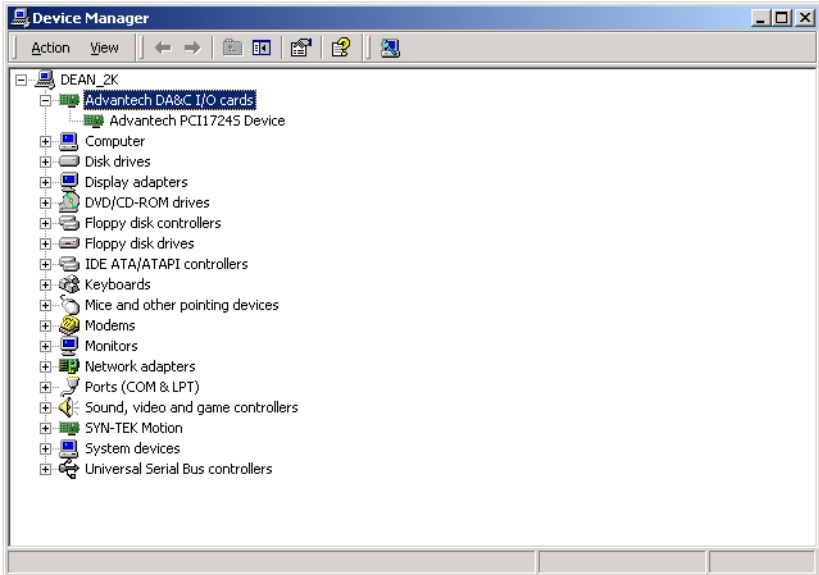 Device Manager
Action View
DEAN_2K
Advantech DA&C I/O cards
Advantech PCI1724S Device
Computer
Disk drives
Display adapters
DVD/CD-ROM drives
Floppy disk controllers
Floppy disk drives
IDE ATA/ATAPI controllers
Keyboards
Mice and other pointing devices
Modems
Monitors
Network adapters
Ports (COM & LPT)
Sound, video and game controllers
SYN-TEK Motion
System devices
Universal Serial Bus controllers